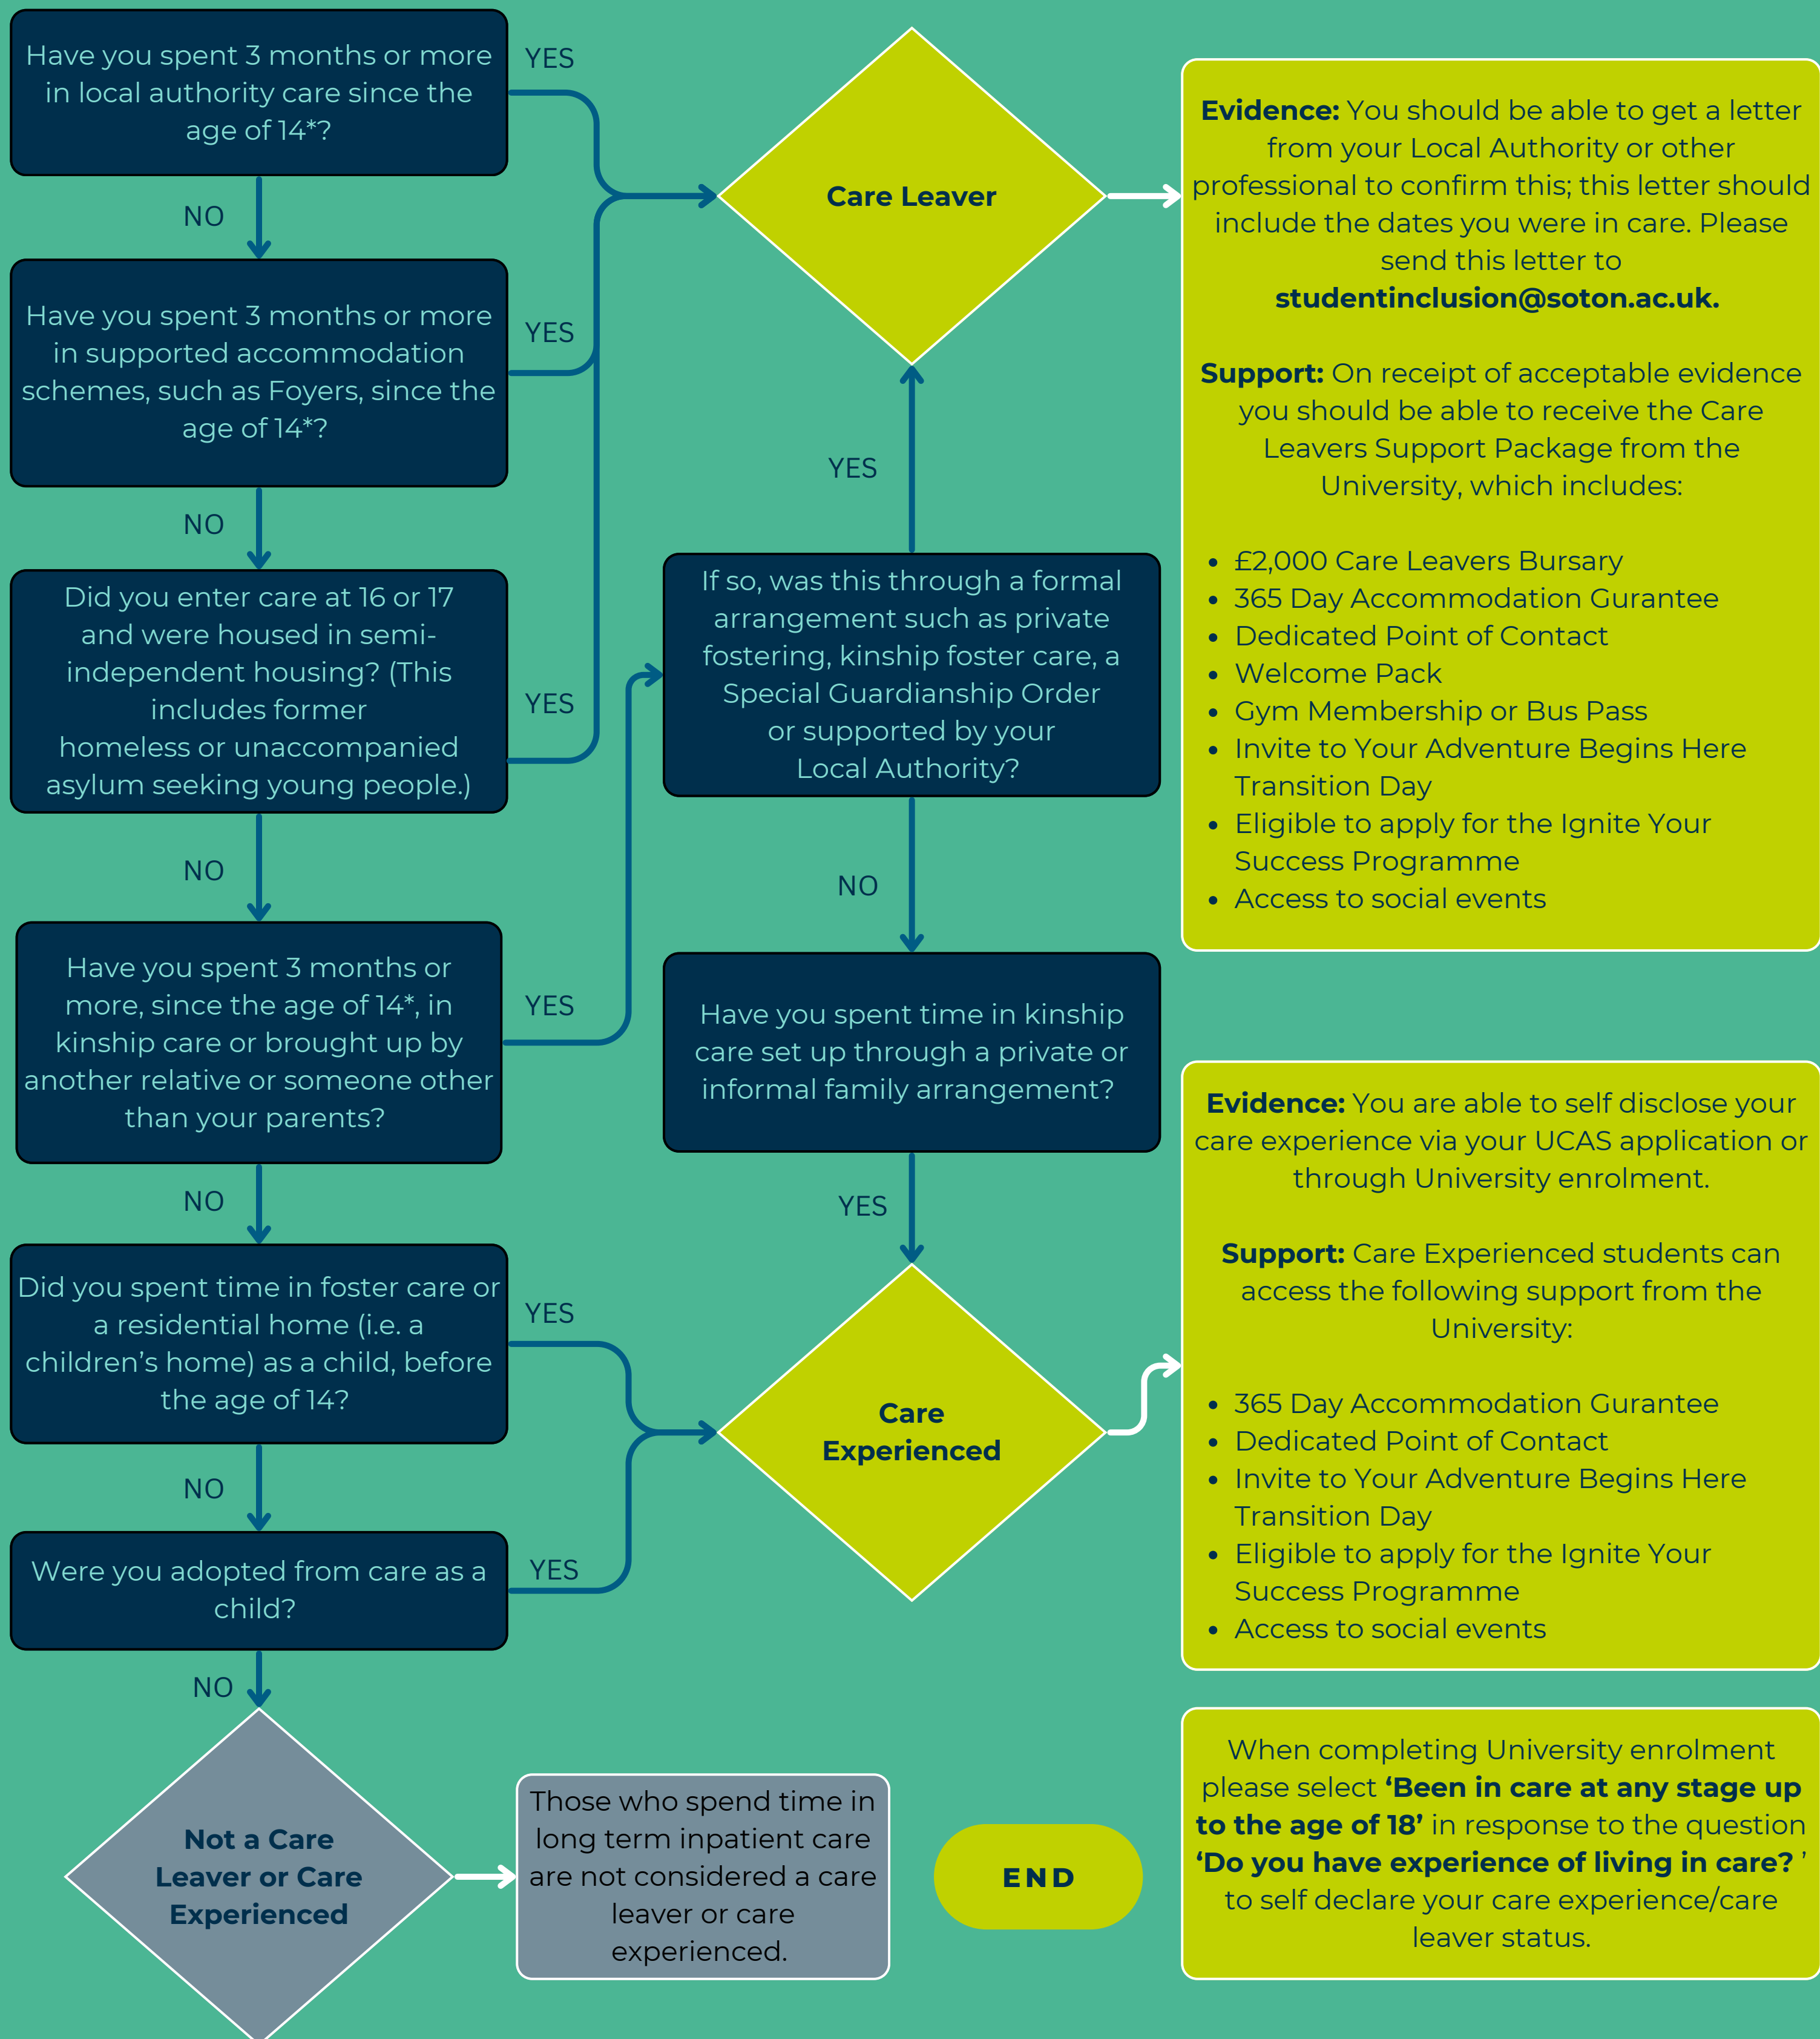 Have you spent 3 months or more
in local authority care since the
age of 14*?
YES
NO
Have you spent 3 months or more
in supported accommodation
schemes, such as Foyers, since the
age of 14*?
YES
NO
Did you enter care at 16 or 17
and were housed in semi-
independent housing? (This
includes former
homeless or unaccompanied
asylum seeking young people.)
YES
NO
Have you spent 3 months or
more, since the age of 14*, in
kinship care or brought up by
another relative or someone other
than your parents?
YES
NO
Did you spent time in foster care or
a residential home (i.e. a
children’s home) as a child, before
the age of 14?
YES
NO
Were you adopted from care as a
child?
YES
NO
Not a Care
Leaver or Care
Experienced
Those who spend time in
long term inpatient care
are not considered a care
leaver or care
experienced.
Care Leaver
YES
If so, was this through a formal
arrangement such as private
fostering, kinship foster care, a
Special Guardianship Order
or supported by your
Local Authority?
NO
Have you spent time in kinship
care set up through a private or
informal family arrangement?
YES
Care
Experienced
END
Evidence: You should be able to get a letter
from your Local Authority or other
professional to confirm this; this letter should
include the dates you were in care. Please
send this letter to
studentinclusion@soton.ac.uk.
Support: On receipt of acceptable evidence
you should be able to receive the Care
Leavers Support Package from the
University, which includes:
• £2,000 Care Leavers Bursary
• 365 Day Accommodation Gurantee
• Dedicated Point of Contact
• Welcome Pack
• Gym Membership or Bus Pass
• Invite to Your Adventure Begins Here
Transition Day
• Eligible to apply for the Ignite Your
Success Programme
• Access to social events
Evidence: You are able to self disclose your
care experience via your UCAS application or
through University enrolment.
Support: Care Experienced students can
access the following support from the
University:
• 365 Day Accommodation Gurantee
• Dedicated Point of Contact
• Invite to Your Adventure Begins Here
Transition Day
• Eligible to apply for the Ignite Your
Success Programme
• Access to social events
When completing University enrolment
please select ‘Been in care at any stage up
to the age of 18’ in response to the question
‘Do you have experience of living in care? ’
to self declare your care experience/care
leaver status.